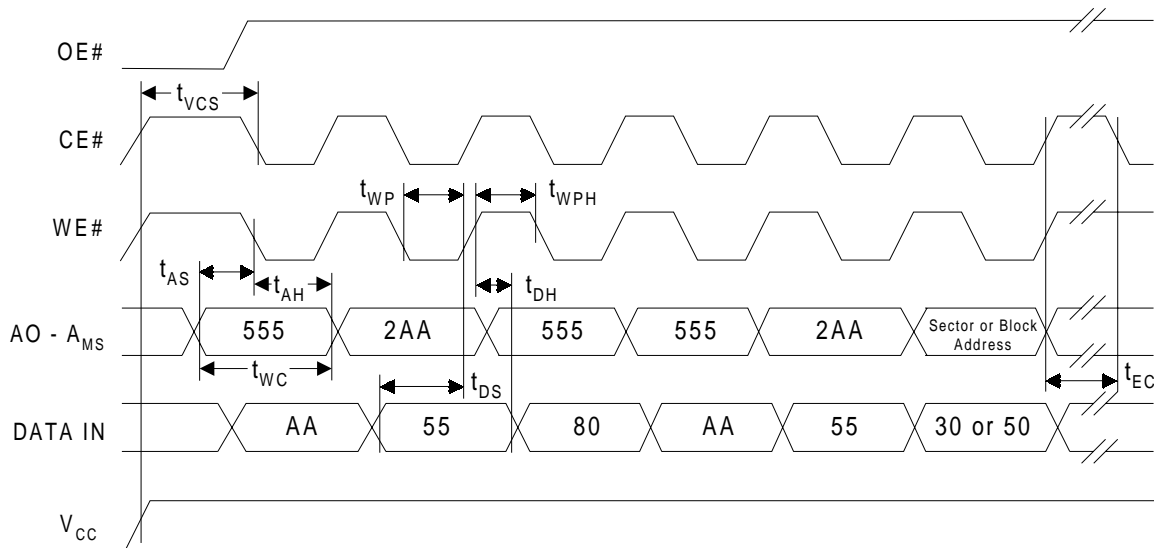 OE#
tVCS
CE#
tWP
tWPH
WE#
tAS
tAH
tDH
AO - AMS
555
2AA
555
555
2AA
Sector or Block
Address
tWC
tDS
tEC
DATA IN
AA
55
80
AA
55
30 or 50
VCC